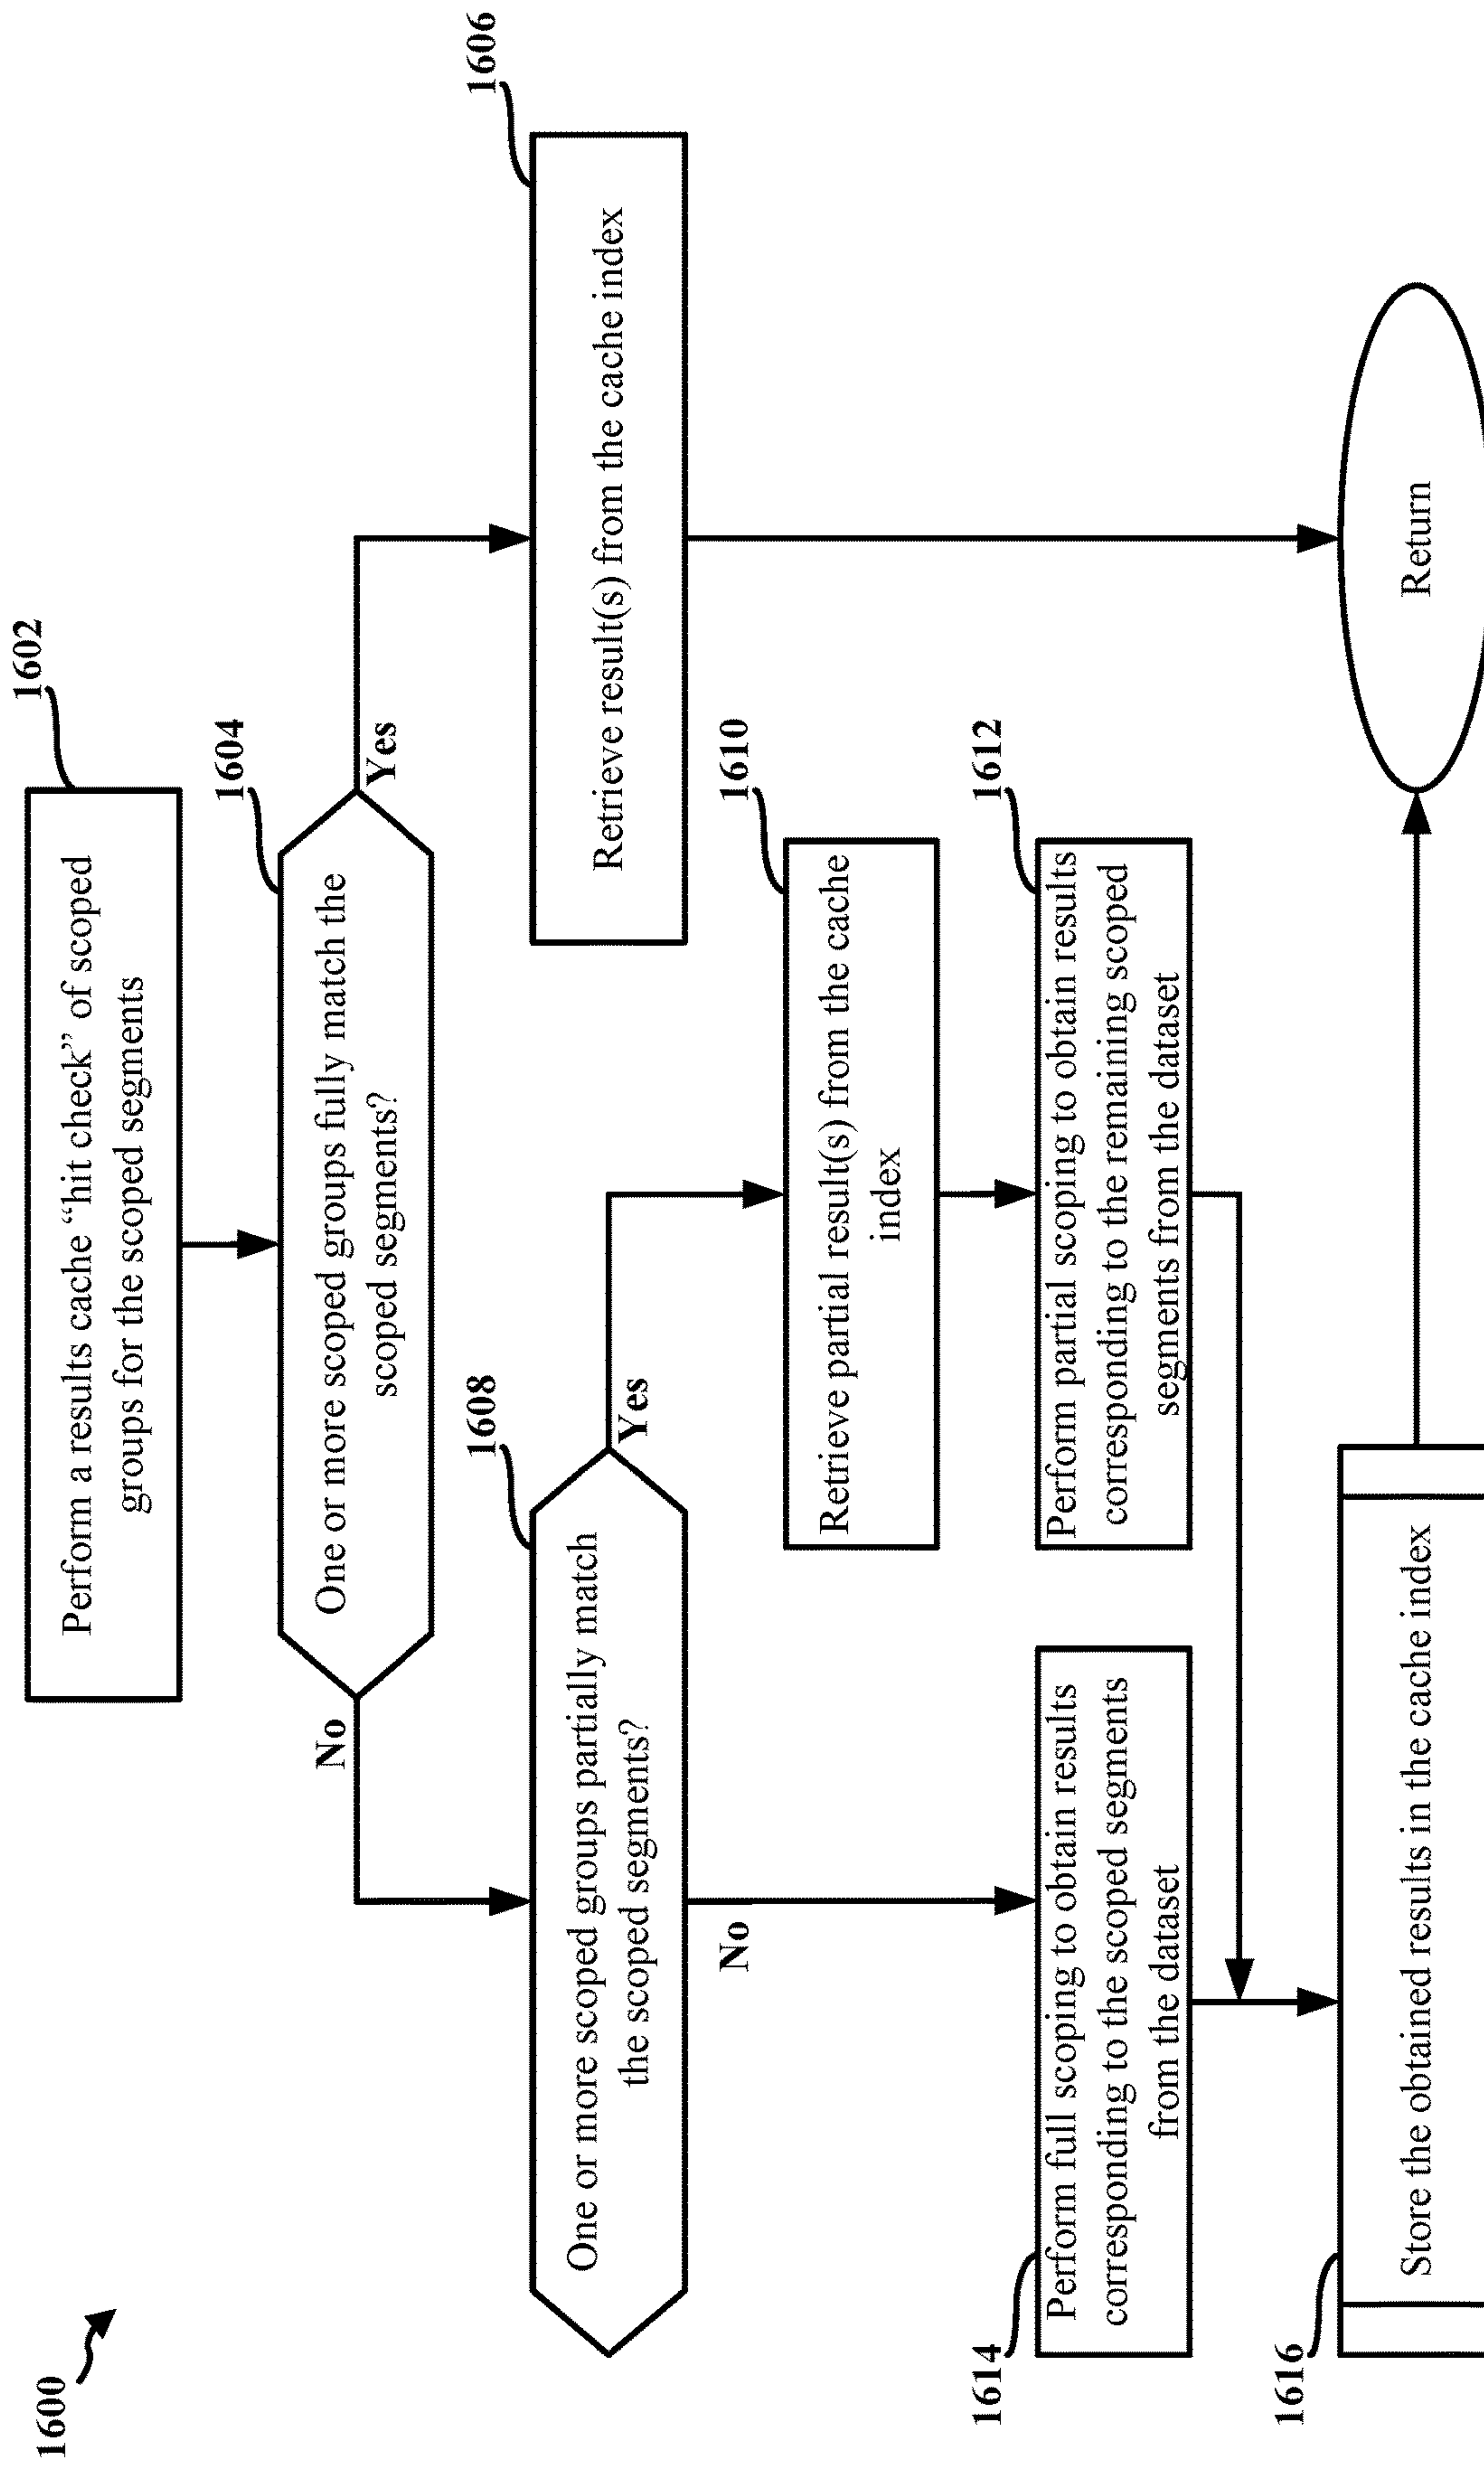 1600
1602
Perform a results cache “hit check” of scoped
groups for the scoped segments
1604
One or more scoped groups fully match the
scoped segments?
No
Yes
1606
Retrieve result(s) from the cache index
1608
One or more scoped groups partially match
the scoped segments?
Yes
No
1610
Retrieve partial result(s) from the cache
index
1612
Perform partial scoping to obtain results
corresponding to the remaining scoped
segments from the dataset
1614
Perform full scoping to obtain results
corresponding to the scoped segments
from the dataset
1616
Store the obtained results in the cache index
Return